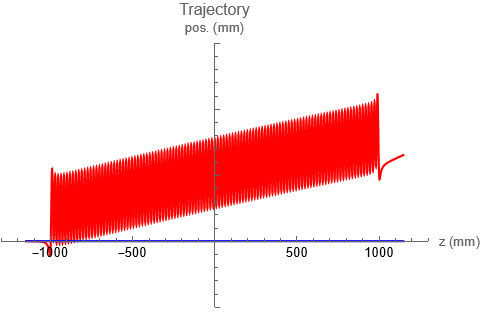 Trajectory
pos. (mm)
z (mm)
−1000 −500 500 1000